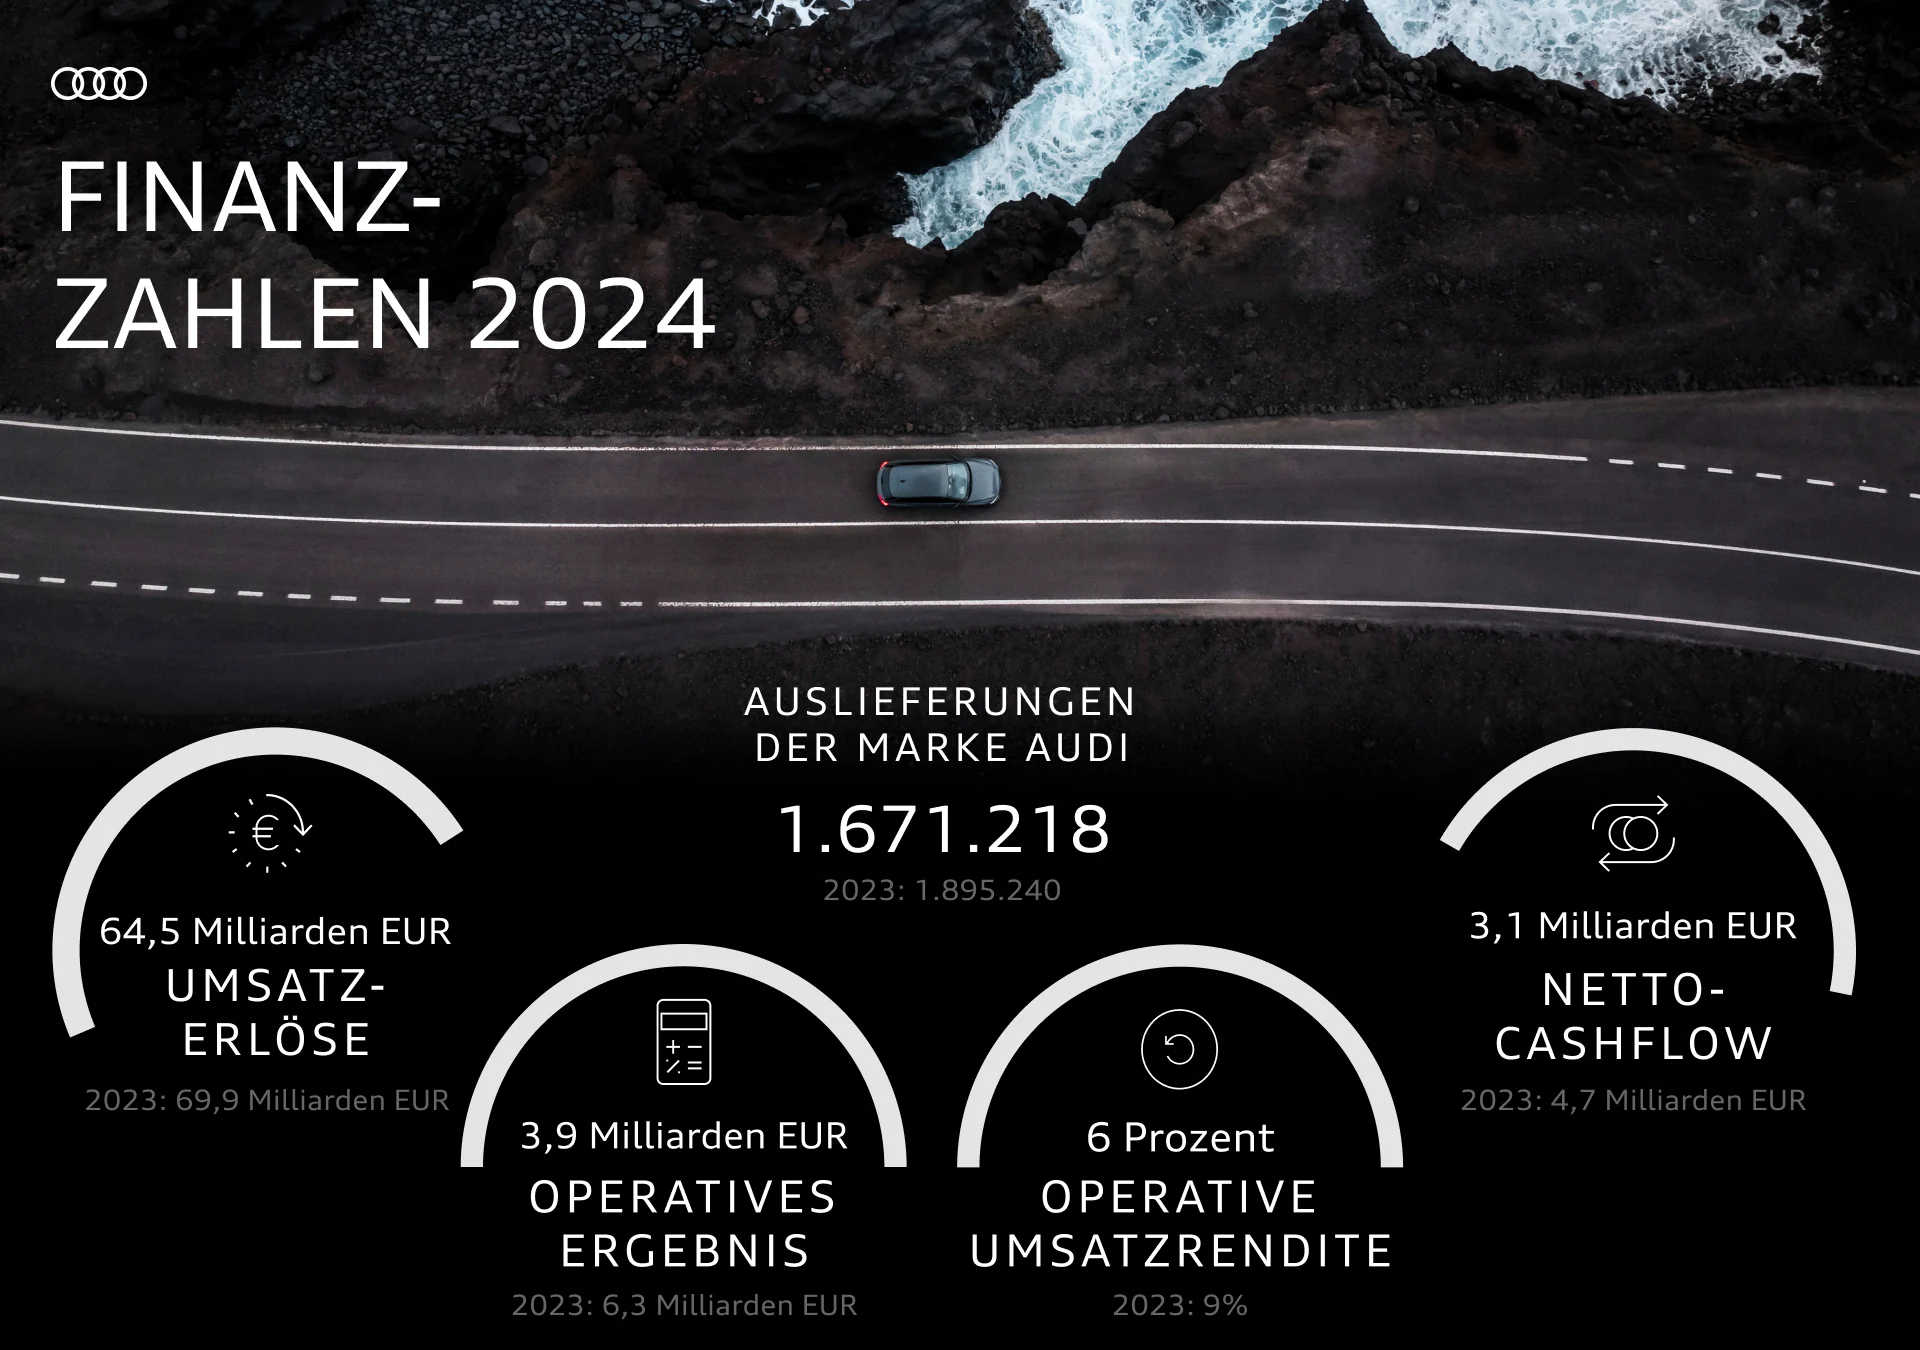 FINANZ-
ZAHLEN 2024
AUSLIEFERUNGEN
DER MARKE AUDI
1.671.218
2023: 1.895.240
€
64,5 Milliarden EUR
UMSATZ-
ERLÖSE
2023: 69,9 Milliarden EUR
3,9 Milliarden EUR
OPERATIVES
ERGEBNIS
2023: 6,3 Milliarden EUR
6 Prozent
OPERATIVE
UMSATZRENDITE
2023: 9%
3,1 Milliarden EUR
NETTO-
CASHFLOW
2023: 4,7 Milliarden EUR